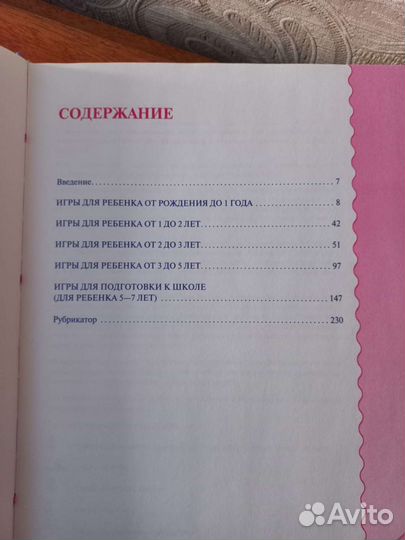 СОДЕРЖАНИЕ
Введение. 7
ИГРЫ ДЛЯ РЕБЕНКА ОТ РОЖДЕНИЯ ДО 1 ГОДА 8
ИГРЫ ДЛЯ РЕБЕНКА ОТ 1 ДО 2 ЛЕТ. 42
ИГРЫ ДЛЯ РЕБЕНКА ОТ 2 ДО 3 ЛЕТ. 51
ИГРЫ ДЛЯ РЕБЕНКА ОТ 3 ДО 5 ЛЕТ. 97
ИГРЫ ДЛЯ ПОДГОТОВКИ К ШКОЛЕ
(ДЛЯ РЕБЕНКА 5—7 ЛЕТ) 147
Рубрикатор 230
Avito